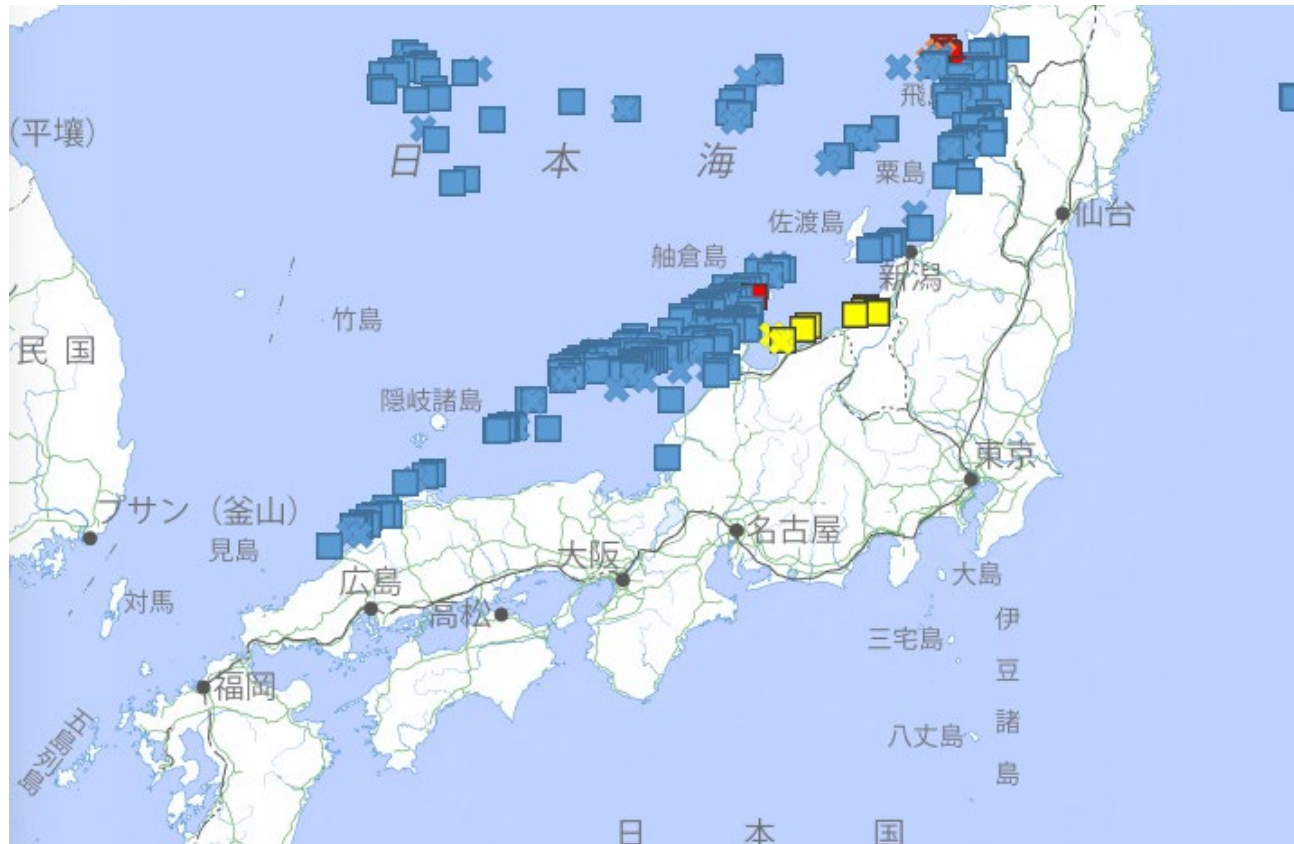 (平壌)
日 本 海
飛
粟島
仙台
佐渡島
舳倉島
新潟
竹島
民 国
隠岐諸島
東京
プサン (釜山)
名古屋
見島
大阪
広島
大島
対馬
高松
伊豆諸島
三宅島
福岡
八丈島
五島列島
日 本 国